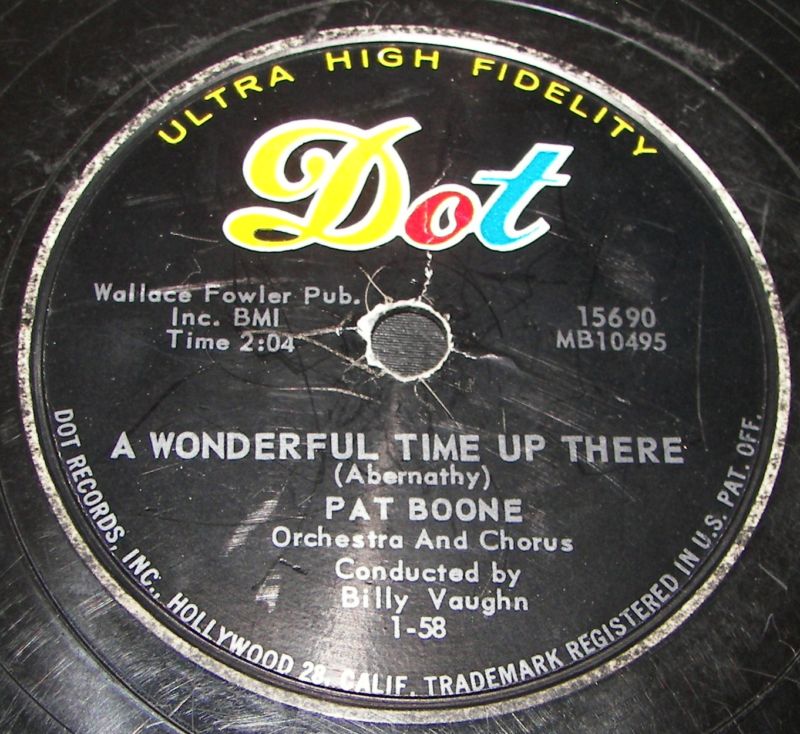 ULTRA HIGH FIDELITY
Dot
Wallace Fowler Pub.
Inc. BMI
Time 2:04
15690
MB10495
A WONDERFUL TIME UP THERE
(Abernathy)
PAT BOONE
Orchestra And Chorus
Conducted by
Billy Vaughn
1-58
DOT RECORDS, INC., HOLLYWOOD 28, CALIF. TRADEMARK REGISTERED IN U.S. PAT. OFF.